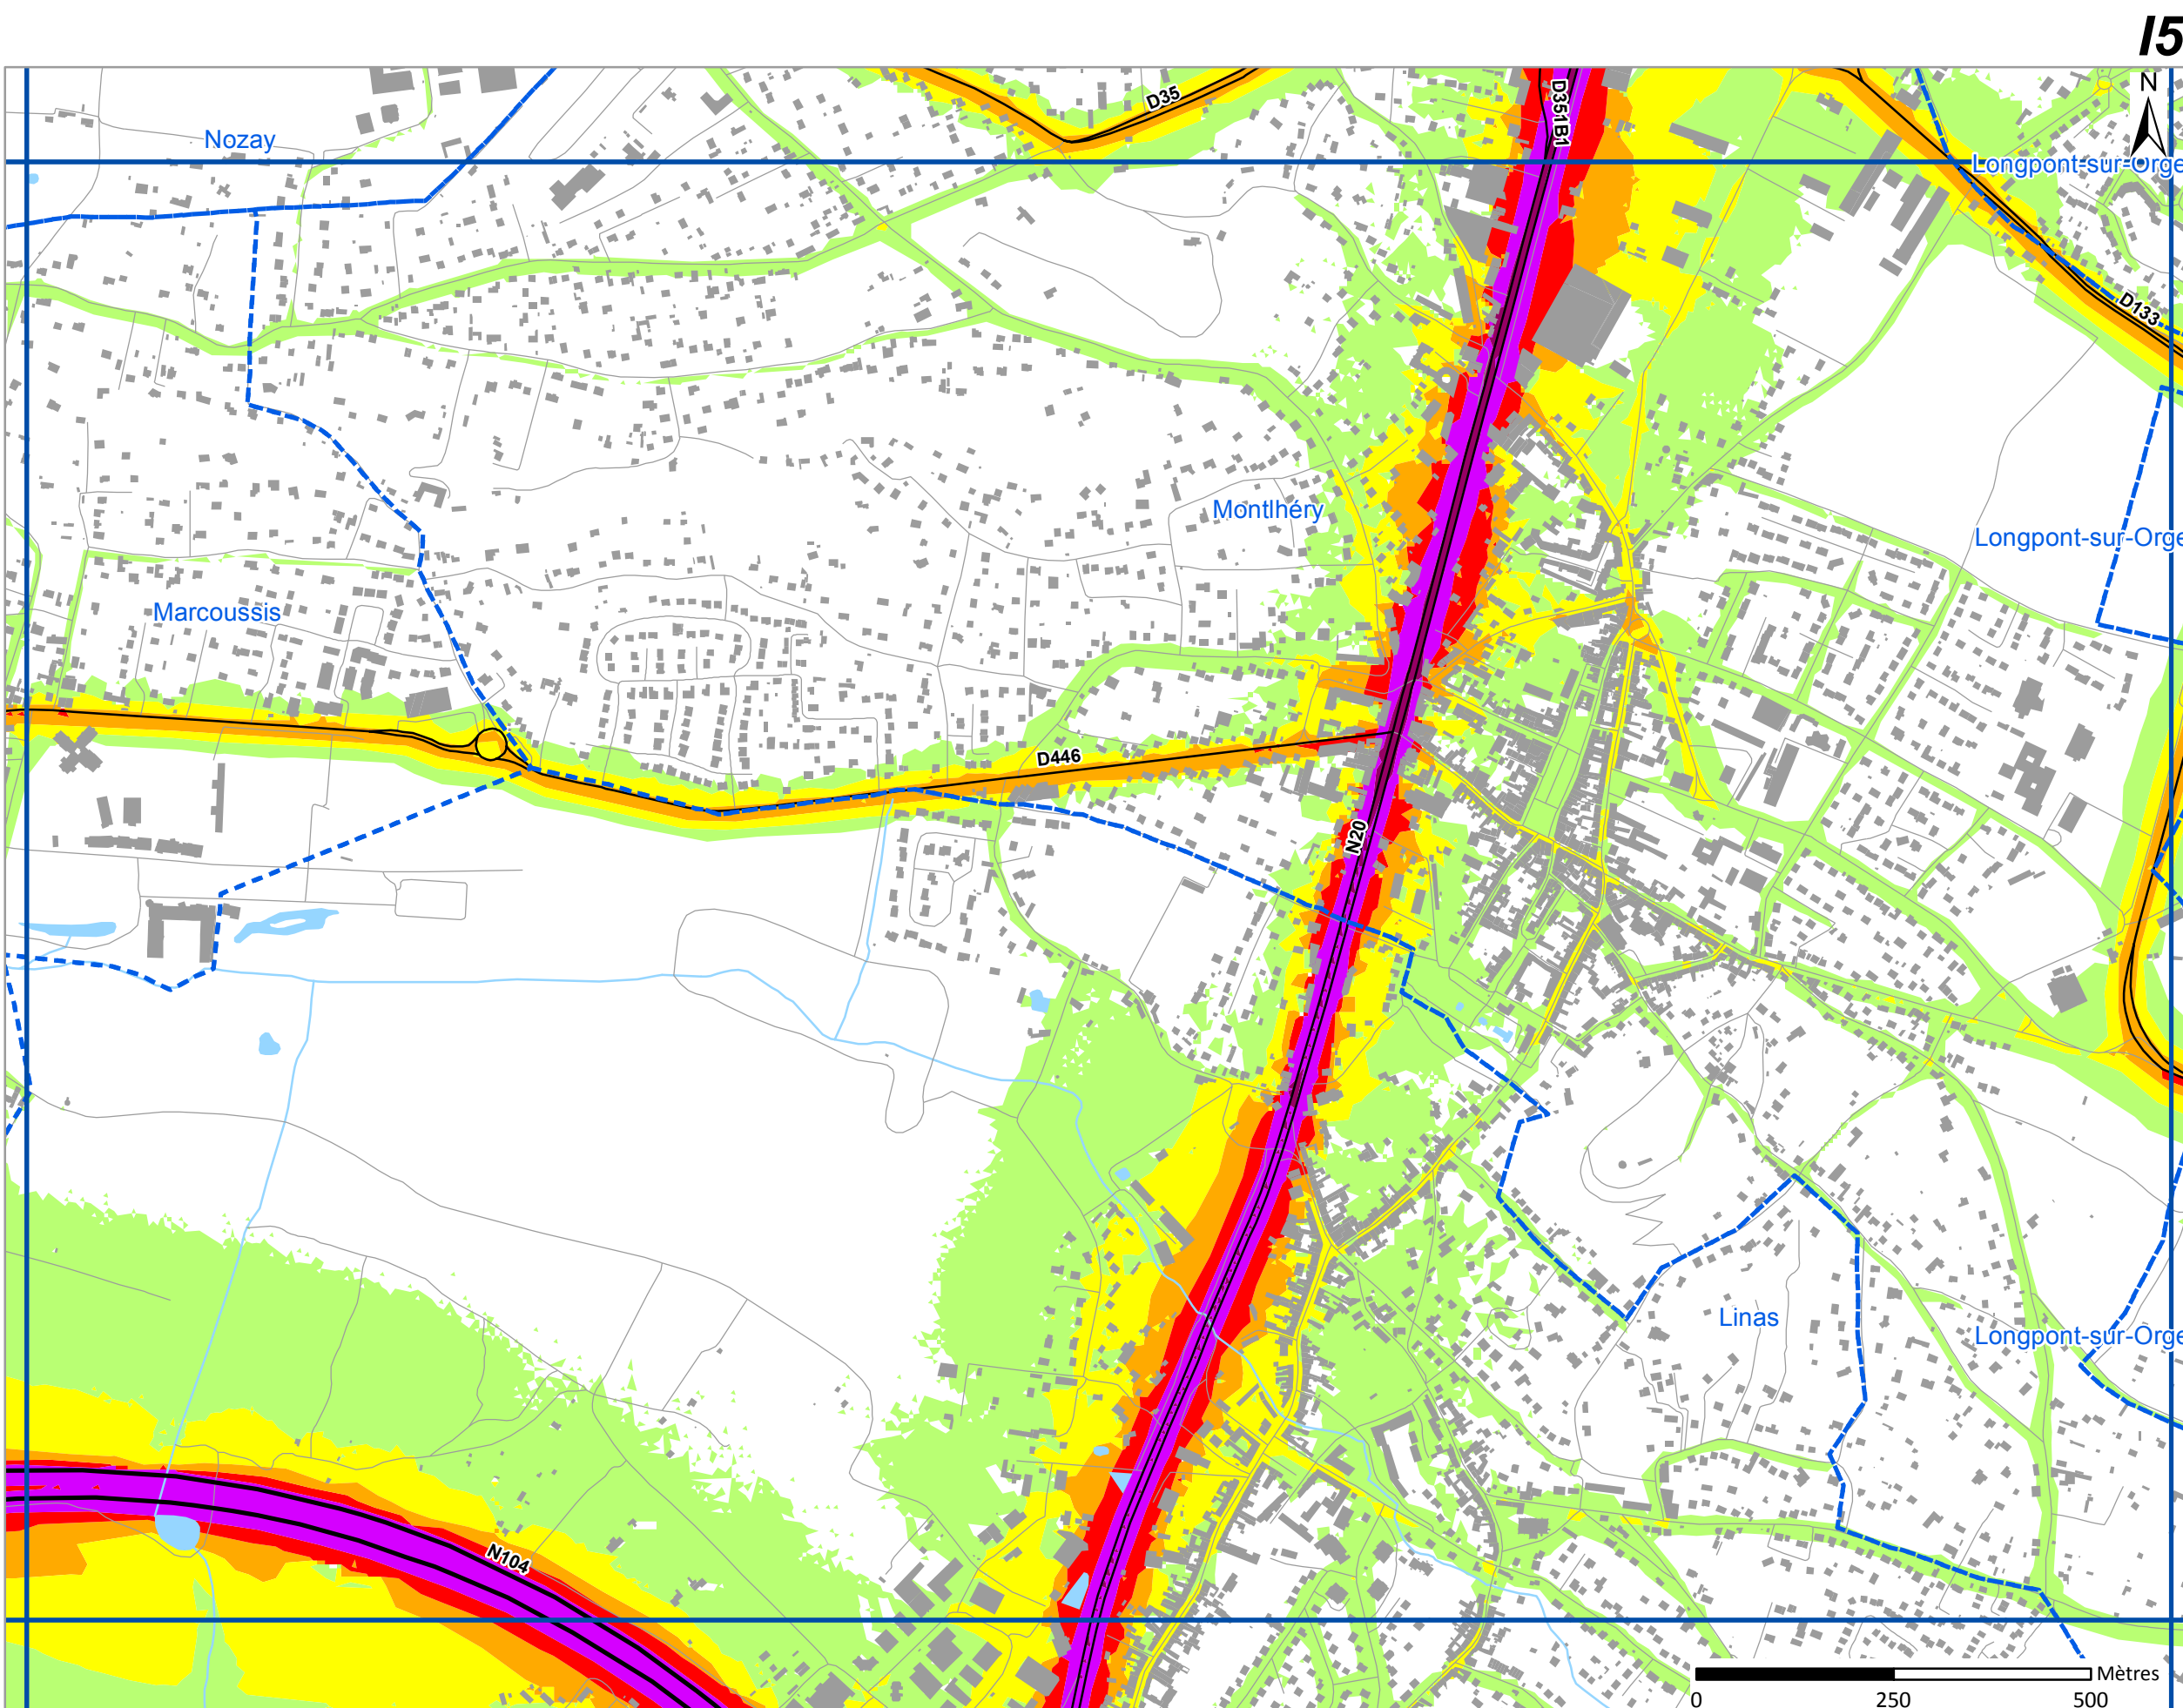 I5
N
D35
D351B1
Nozay
Longpont-sur-Orge
D133
Montlhéry
Longpont-sur-Orge
Marcoussis
D446
N20
Linas
Longpont-sur-Orge
N104
Mètres
0 250 500